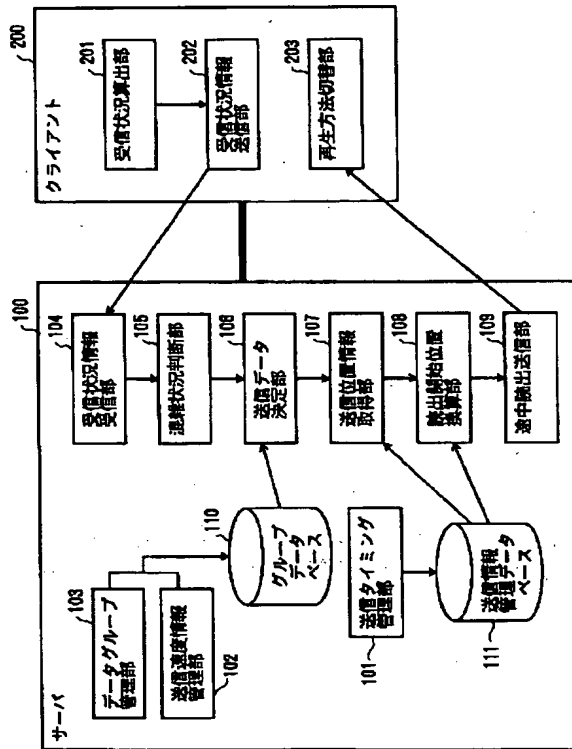 クライアント
200
201
受信状況算出部
202
受信状況情報
送信部
203
再生方法切替部
サーバ
100
104
受信状況情報
受信部
105
混雑状況判断部
106
送信データ
決定部
107
送信位置情報
取得部
108
読出開始位置
換算部
109
途中読出送信部
103
データグループ
管理部
送信速度情報
管理部
102
110
グループ
データ
ベース
送信タイミング
管理部
101
送信情報
管理データ
ベース
111